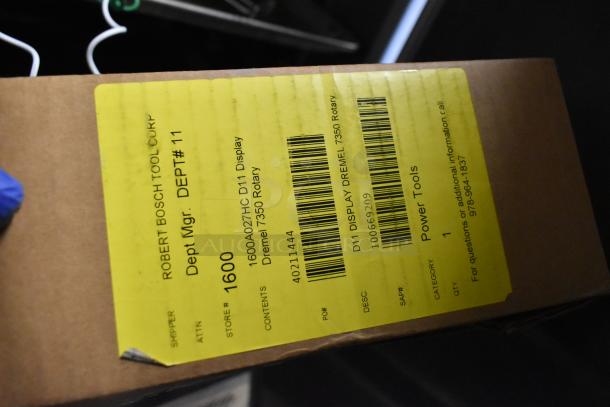 SHIPPER ROBERT BOSCH TOOL CORP
ATTN Dept Mgr. DEPT# 11
STORE # 1600
CONTENTS 1600A027HC D11 Display
Dremel 7350 Rotary
40211444
PO#
DESC D11 DISPLAY DREMEL 7350 Rotary
100669209
SAP#
CATEGORY Power Tools
QTY 1
For questions or additional information call
978-964-1837